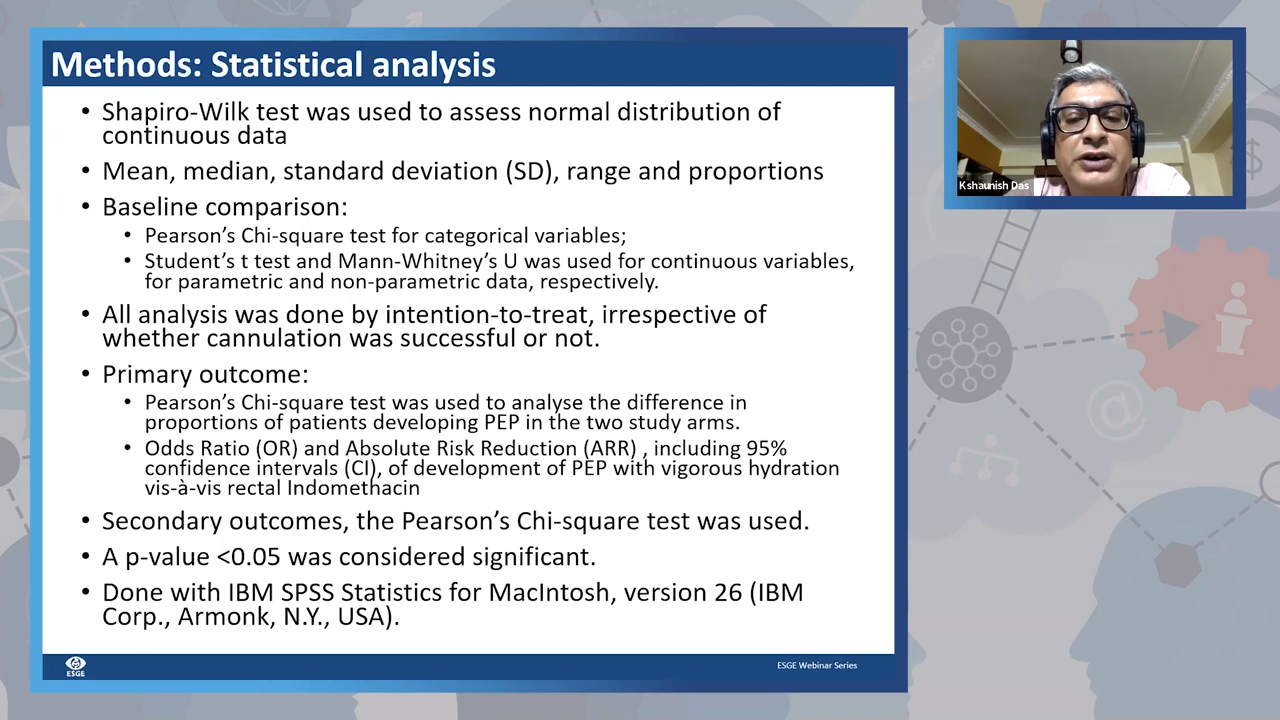 Methods: Statistical analysis
• Shapiro-Wilk test was used to assess normal distribution of
continuous data
• Mean, median, standard deviation (SD), range and proportions
• Baseline comparison:
• Pearson's Chi-square test for categorical variables;
• Student's t test and Mann-Whitney's U was used for continuous variables,
for parametric and non-parametric data, respectively.
• All analysis was done by intention-to-treat, irrespective of
whether cannulation was successful or not.
• Primary outcome:
• Pearson's Chi-square test was used to analyse the difference in
proportions of patients developing PEP in the two study arms.
• Odds Ratio (OR) and Absolute Risk Reduction (ARR) , including 95%
confidence intervals (CI), of development of PEP with vigorous hydration
vis-à-vis rectal Indomethacin
• Secondary outcomes, the Pearson's Chi-square test was used.
• A p-value <0.05 was considered significant.
• Done with IBM SPSS Statistics for MacIntosh, version 26 (IBM
Corp., Armonk, N.Y., USA).
ESGE
ESGE Webinar Series
Kshaunish Das